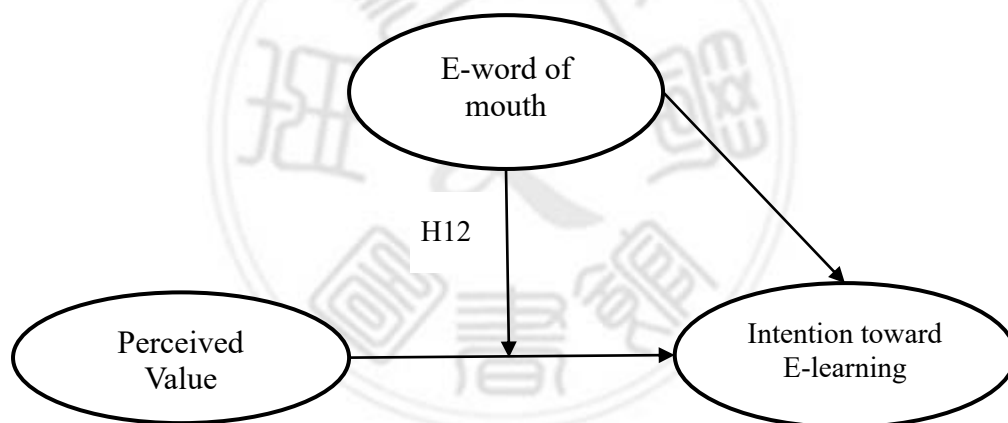 E-word of
mouth
H12
Perceived
Value
Intention toward
E-learning